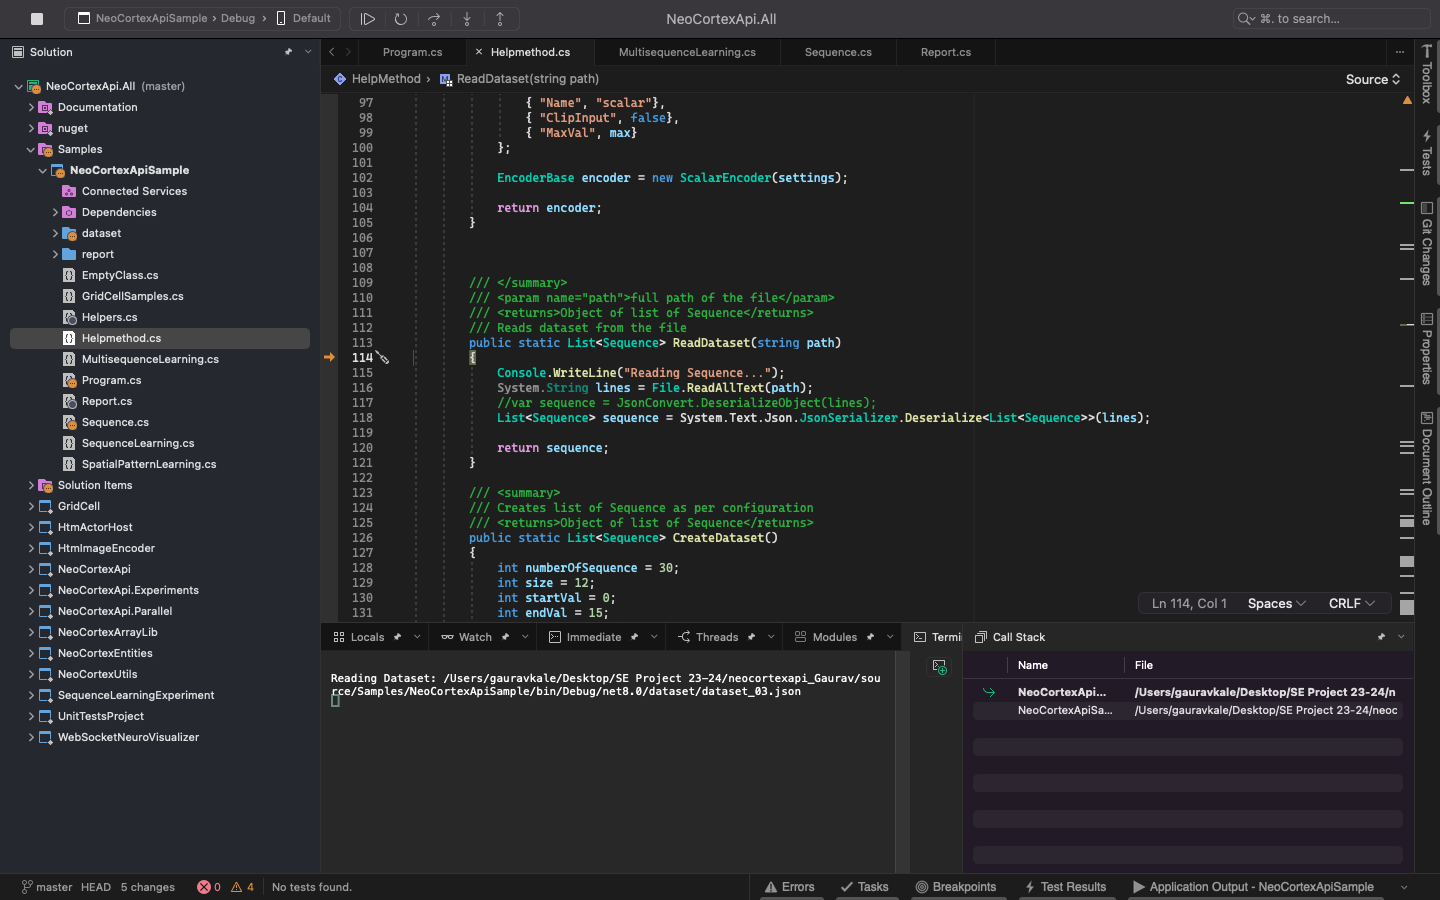 NeoCortexApiSample › Debug › Default
NeoCortexApi.All
⌘. to search...
Solution
NeoCortexApi.All (master)
Documentation
nuget
Samples
NeoCortexApiSample
Connected Services
Dependencies
dataset
report
EmptyClass.cs
GridCellSamples.cs
Helpers.cs
Helpmethod.cs
MultisequenceLearning.cs
Program.cs
Report.cs
Sequence.cs
SequenceLearning.cs
SpatialPatternLearning.cs
Solution Items
GridCell
HtmActorHost
HtmImageEncoder
NeoCortexApi
NeoCortexApi.Experiments
NeoCortexApi.Parallel
NeoCortexArrayLib
NeoCortexEntities
NeoCortexUtils
SequenceLearningExperiment
UnitTestsProject
WebSocketNeuroVisualizer
Program.cs
Helpmethod.cs
MultisequenceLearning.cs
Sequence.cs
Report.cs
HelpMethod › ReadDataset(string path)
Source
97 { "Name", "scalar"},
98 { "ClipInput", false},
99 { "MaxVal", max}
100 };
101
102 EncoderBase encoder = new ScalarEncoder(settings);
103
104 return encoder;
105 }
106
107
108
109 /// </summary>
110 /// <param name="path">full path of the file</param>
111 /// <returns>Object of list of Sequence</returns>
112 /// Reads dataset from the file
113 public static List<Sequence> ReadDataset(string path)
114 {
115 Console.WriteLine("Reading Sequence...");
116 System.String lines = File.ReadAllText(path);
117 //var sequence = JsonConvert.DeserializeObject(lines);
118 List<Sequence> sequence = System.Text.Json.JsonSerializer.Deserialize<List<Sequence>>(lines);
119
120 return sequence;
121 }
122
123 /// <summary>
124 /// Creates list of Sequence as per configuration
125 /// <returns>Object of list of Sequence</returns>
126 public static List<Sequence> CreateDataset()
127 {
128 int numberOfSequence = 30;
129 int size = 12;
130 int startVal = 0;
131 int endVal = 15;
Ln 114, Col 1 Spaces CRLF
Toolbox
Tests
Git Changes
Properties
Document Outline
Locals
Watch
Immediate
Threads
Modules
Termi
Reading Dataset: /Users/gauravkale/Desktop/SE Project 23-24/neocortexapi_Gaurav/sou
rce/Samples/NeoCortexApiSample/bin/Debug/net8.0/dataset/dataset_03.json
Call Stack
Name File
NeoCortexApi... /Users/gauravkale/Desktop/SE Project 23-24/n
NeoCortexApiSa... /Users/gauravkale/Desktop/SE Project 23-24/neoc
master HEAD 5 changes 0 4 No tests found.
Errors
Tasks
Breakpoints
Test Results
Application Output - NeoCortexApiSample